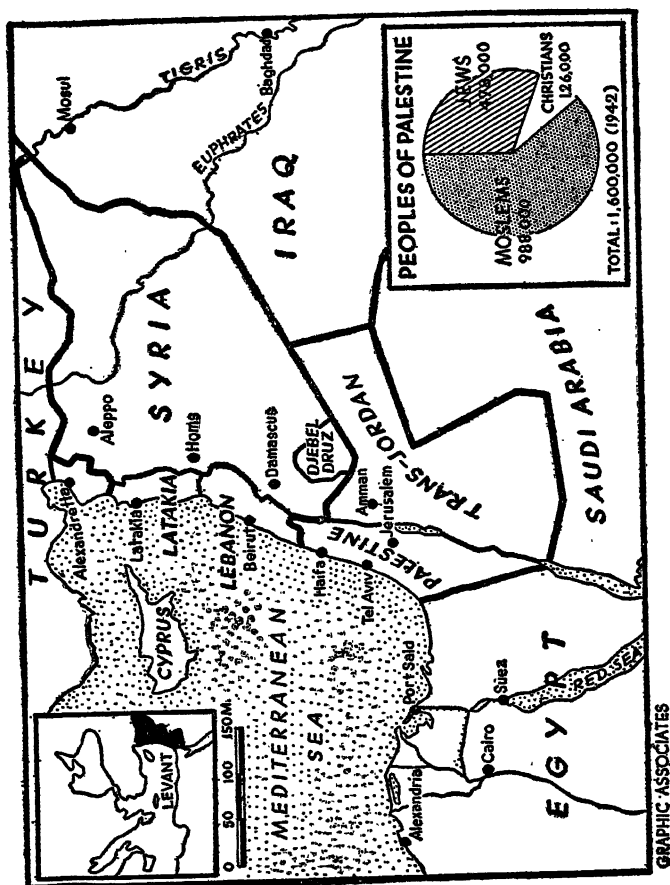 TURKEY
Mosul
TIGRIS
Alexandretta
Aleppo
EUPHRATES
Baghdad
CYPRUS
Latakia
LATAKIA
Homs
SYRIA
IRAQ
LEBANON
Beirut
Damascus
DJEBEL
DRUZ
MEDITERRANEAN
SEA
Haifa
Tel Aviv
PALESTINE
Amman
Jerusalem
TRANS-JORDAN
SAUDI ARABIA
Alexandria
Port Said
Cairo
Suez
EGYPT
RED SEA
LEVANT
0 50 100 150 M.
PEOPLES OF PALESTINE
MOSLEMS
988,000
JEWS
CHRISTIANS
126,000
TOTAL: 1,600,000 (1942)
GRAPHIC ASSOCIATES